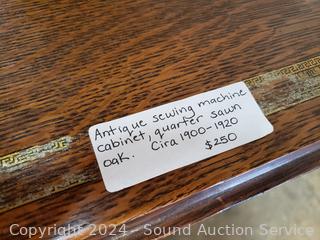 Antique sewing machine
cabinet, quarter sawn
oak. Cira 1900-1920
$250
Copyright 2024 - Sound Auction Service